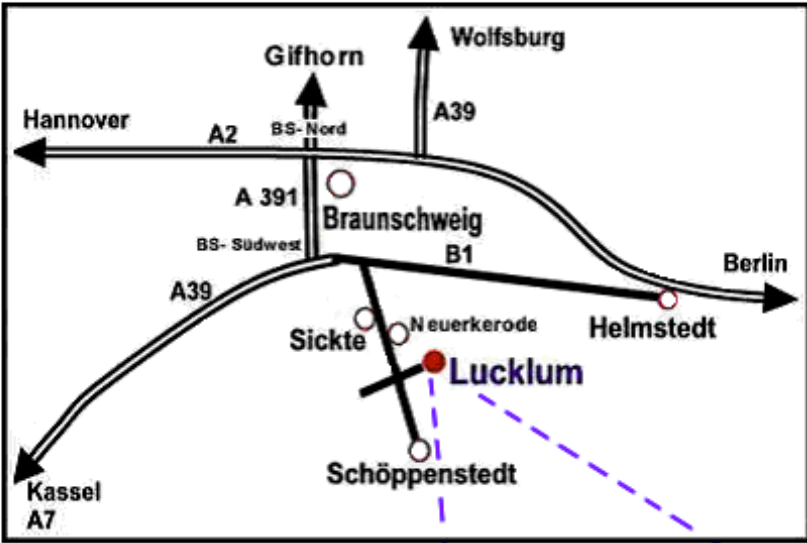 Wolfsburg
Gifhorn
Hannover
A2
BS-Nord
A39
A 391
Braunschweig
BS-Südwest
B1
Berlin
A39
Sickte
Neuerkerode
Helmstedt
Lucklum
Schöppenstedt
Kassel
A7